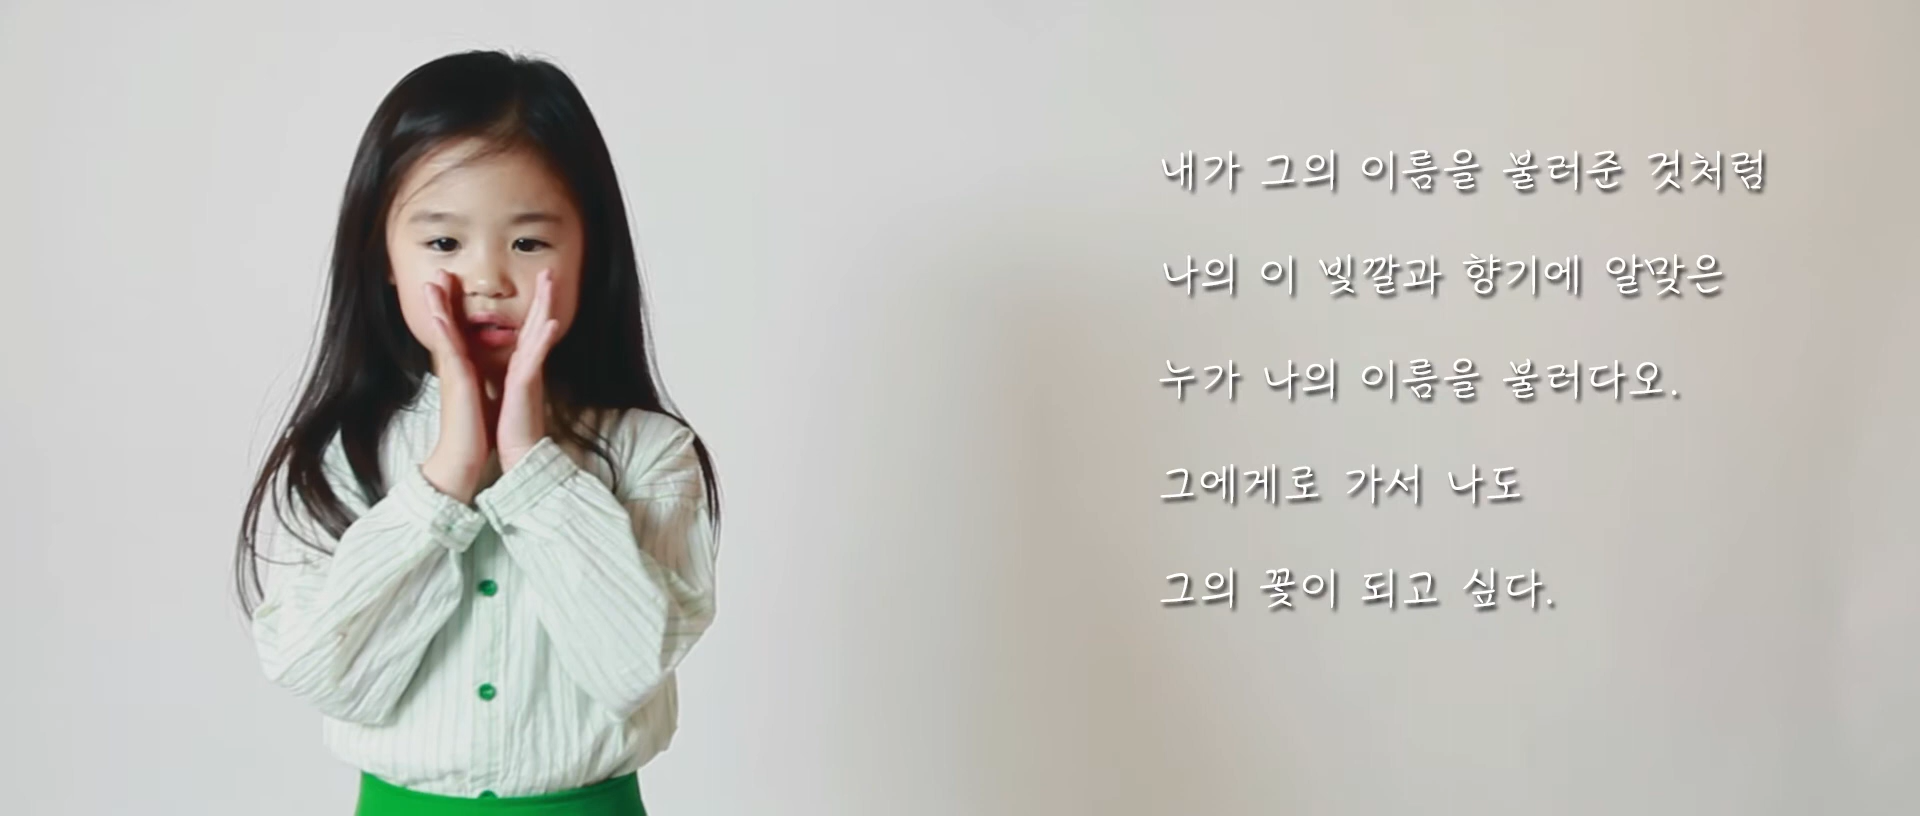 내가 그의 이름을 불러준 것처럼
나의 이 빛깔과 향기에 알맞은
누가 나의 이름을 불러다오.
그에게로 가서 나도
그의 꽃이 되고 싶다.